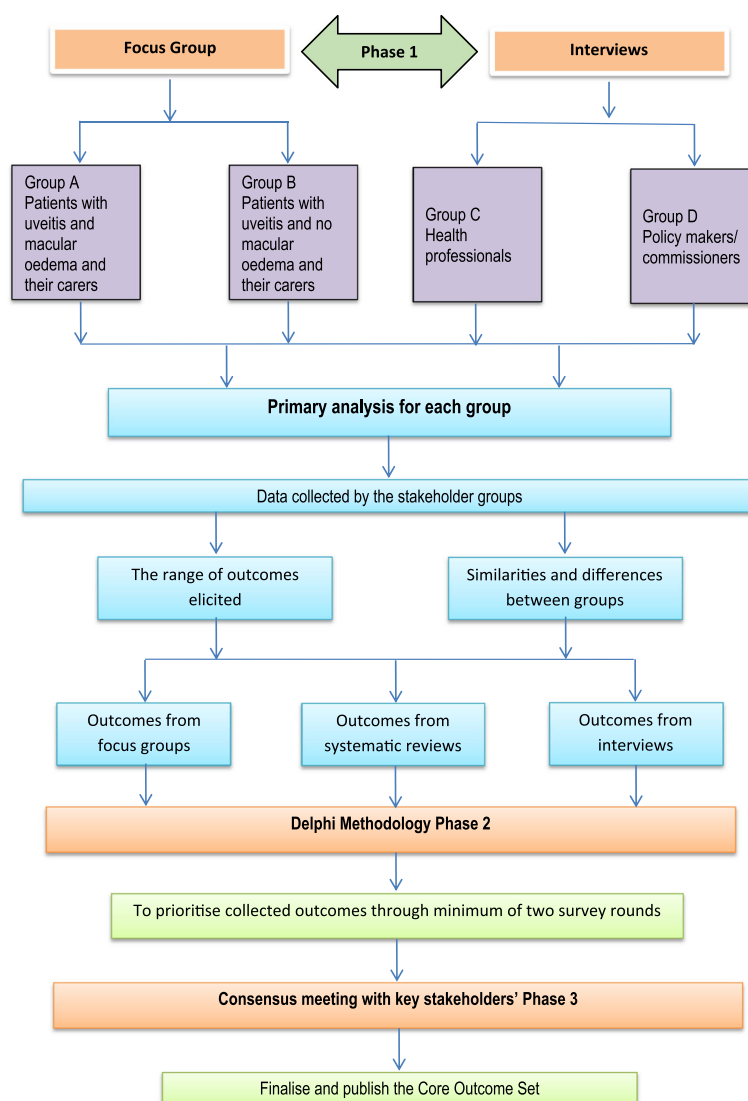 Focus Group
Phase 1
Interviews
Group A
Patients with
uveitis and
macular
oedema and
their carers
Group B
Patients with
uveitis and no
macular
oedema and
their carers
Group C
Health
professionals
Group D
Policy makers/
commissioners
Primary analysis for each group
Data collected by the stakeholder groups
The range of outcomes
elicited
Similarities and differences
between groups
Outcomes from
focus groups
Outcomes from
systematic reviews
Outcomes from
interviews
Delphi Methodology Phase 2
To prioritise collected outcomes through minimum of two survey rounds
Consensus meeting with key stakeholders' Phase 3
Finalise and publish the Core Outcome Set